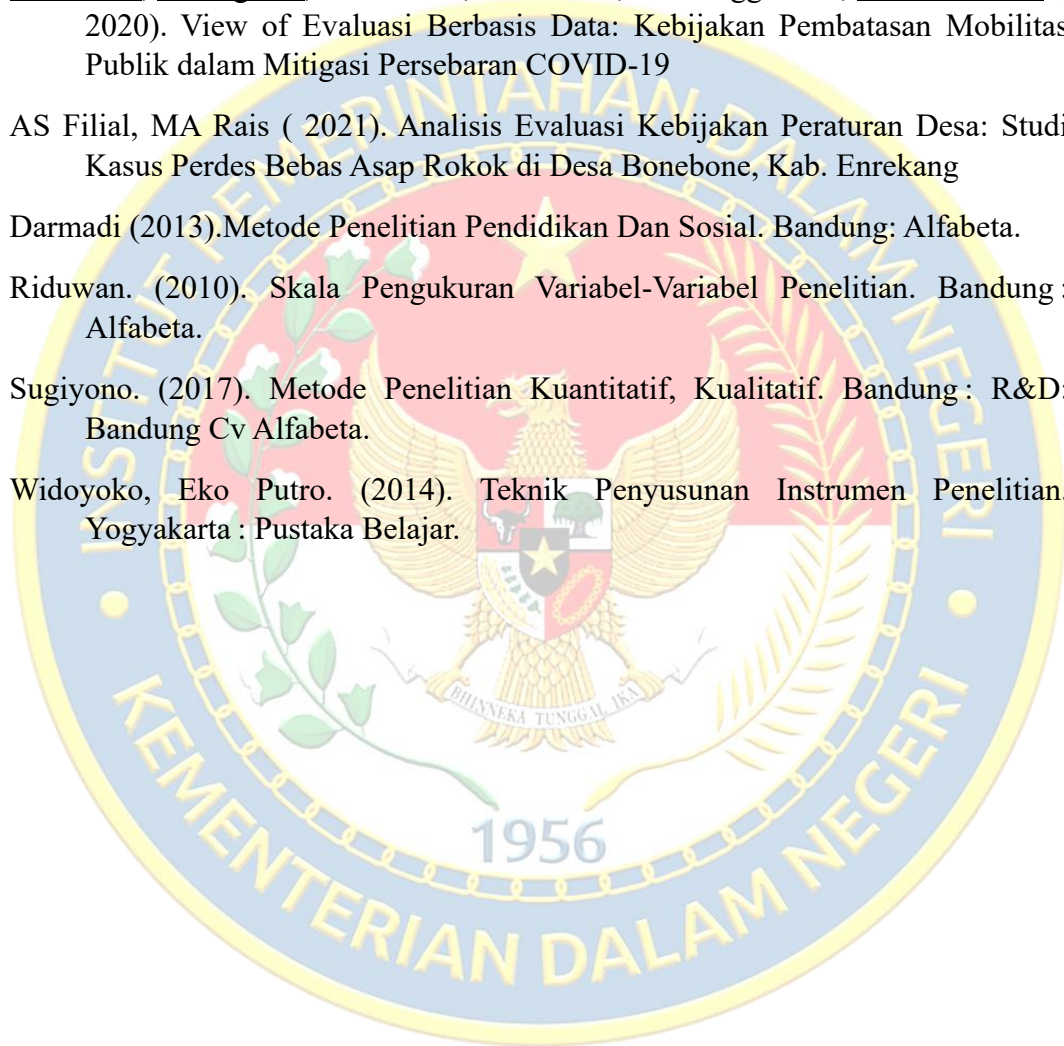 2020). View of Evaluasi Berbasis Data: Kebijakan Pembatasan Mobilitas
Publik dalam Mitigasi Persebaran COVID-19
AS Filial, MA Rais ( 2021). Analisis Evaluasi Kebijakan Peraturan Desa: Studi
Kasus Perdes Bebas Asap Rokok di Desa Bonebone, Kab. Enrekang
Darmadi (2013).Metode Penelitian Pendidikan Dan Sosial. Bandung: Alfabeta.
Riduwan. (2010). Skala Pengukuran Variabel-Variabel Penelitian. Bandung :
Alfabeta.
Sugiyono. (2017). Metode Penelitian Kuantitatif, Kualitatif. Bandung : R&D:
Bandung Cv Alfabeta.
Widoyoko, Eko Putro. (2014). Teknik Penyusunan Instrumen Penelitian.
Yogyakarta : Pustaka Belajar.
INSTITUT PEMERINTAHAN DALAM NEGERI
BHINNEKA TUNGGAL IKA
1956
KEMENTERIAN DALAM NEGERI